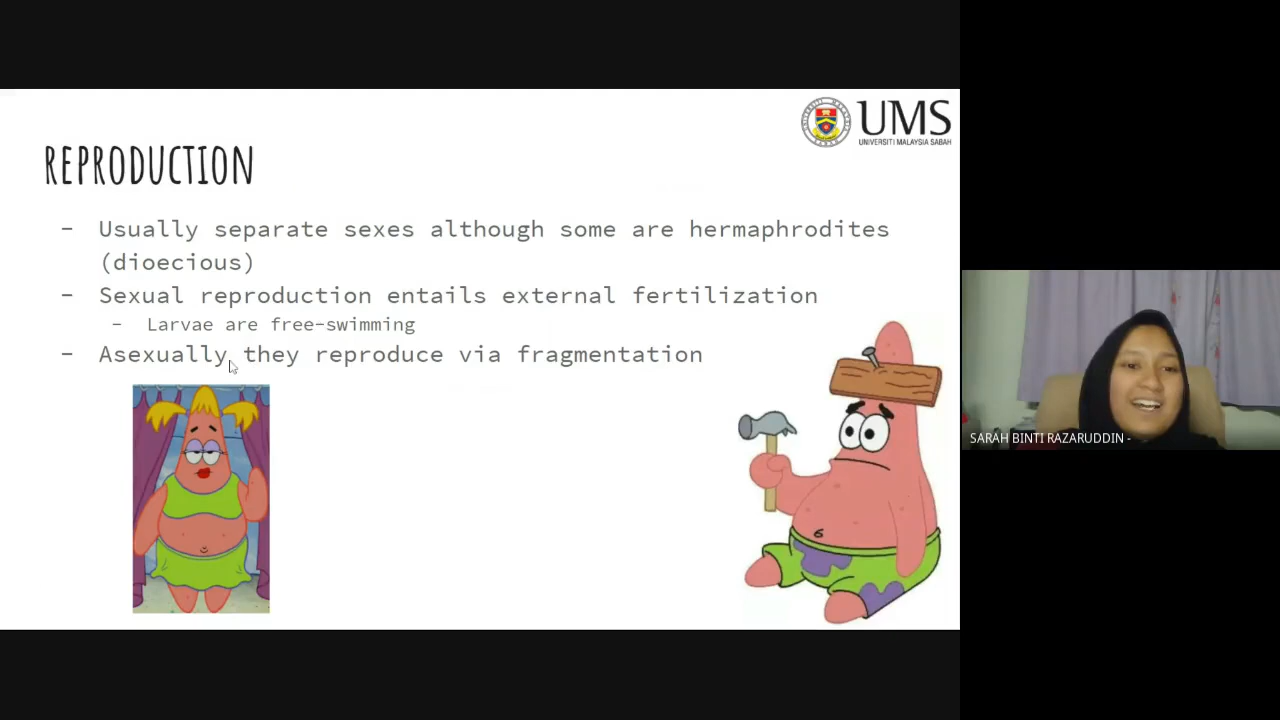 UMS
UNIVERSITI MALAYSIA SABAH
REPRODUCTION
- Usually separate sexes although some are hermaphrodites
(dioecious)
- Sexual reproduction entails external fertilization
- Larvae are free-swimming
- Asexually they reproduce via fragmentation
SARAH BINTI RAZARUDDIN -